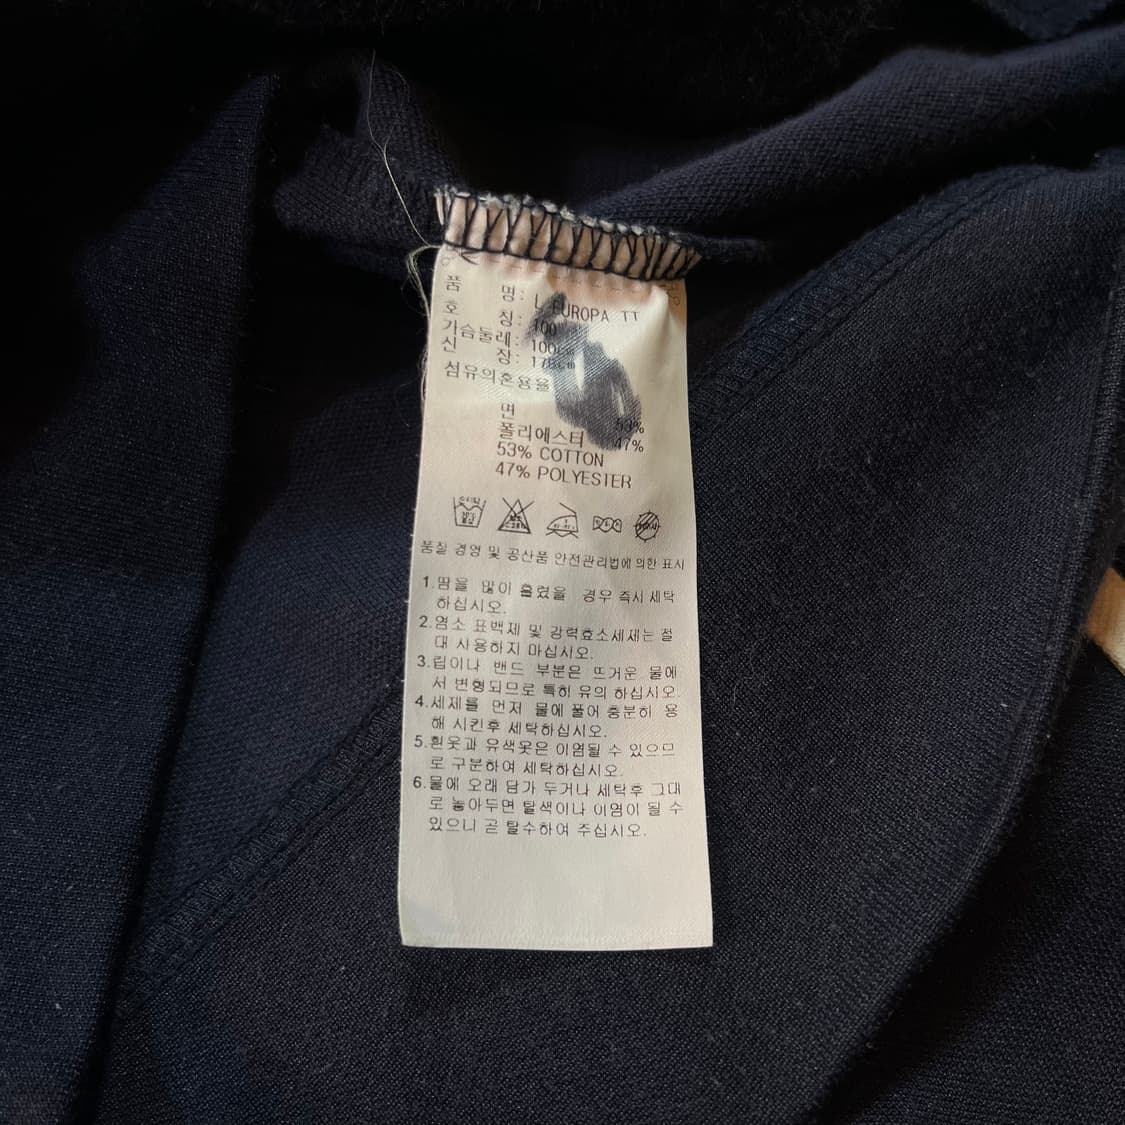 품 명: L EUROPA TT
호 칭: 100
가슴둘레: 100cm
신 장: 175cm
섬유의혼용율
면 53%
폴리에스터 47%
53% COTTON
47% POLYESTER
품질 경영 및 공산품 안전관리법에의한 표시
1.땀을 많이 흘렸을 경우즉시세탁
하십시오.
2.염소 표백제 및 강력효소세제는 절
대 사용하지 마십시오.
3.립이나 밴드 부분은 뜨거운 물에
서 변형되므로 특히 유의 하십시오.
4.세제를 먼저 물에 풀어 충분히 용
해 시킨후 세탁하십시오.
5.흰옷과 유색옷은 이염될 수 있으므
로 구분하여 세탁하십시오.
6.물에 오래 담가 두거나 세탁후 그대
로 놓아두면 탈색이나 이염이 될 수
있으니 곧 탈수하여 주십시오.